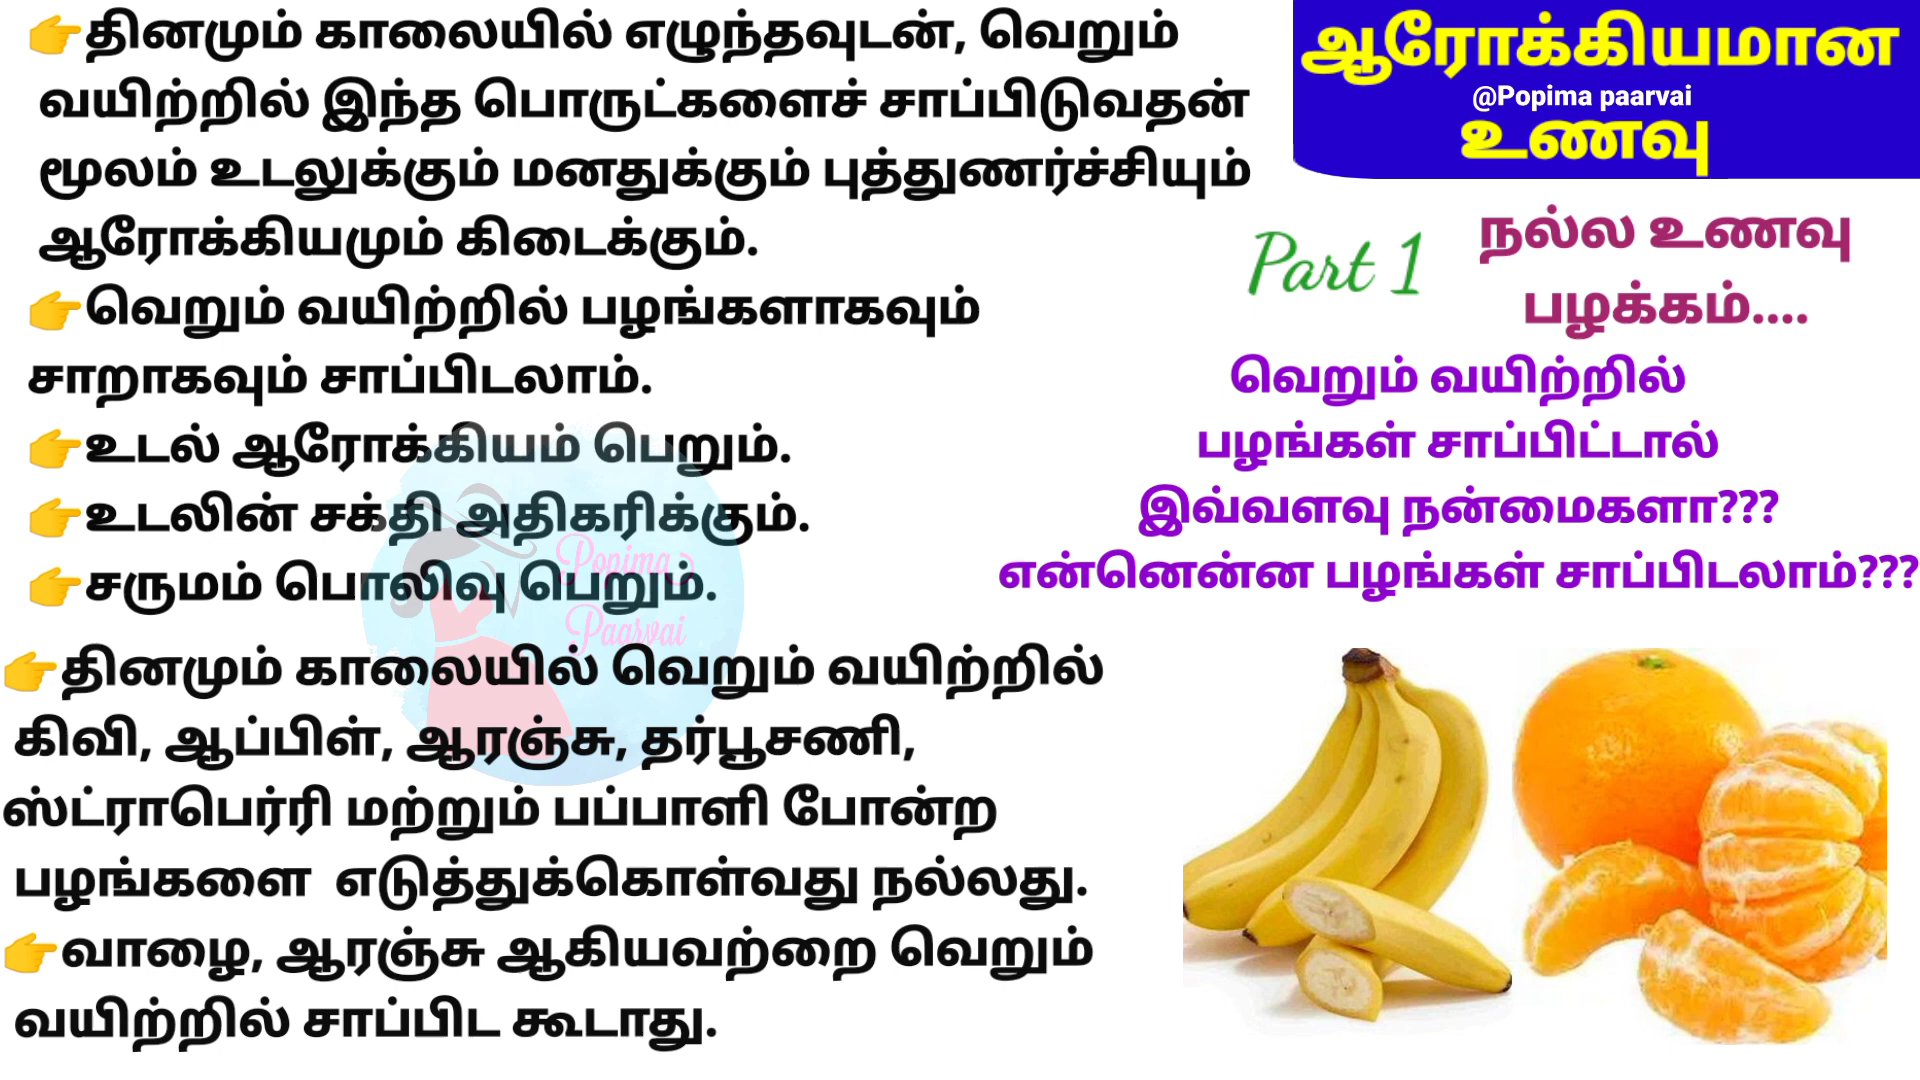 👉தினமும் காலையில் எழுந்தவுடன், வெறும்
வயிற்றில் இந்த பொருட்களைச் சாப்பிடுவதன்
மூலம் உடலுக்கும் மனதுக்கும் புத்துணர்ச்சியும்
ஆரோக்கியமும் கிடைக்கும்.
👉வெறும் வயிற்றில் பழங்களாகவும்
சாறாகவும் சாப்பிடலாம்.
👉உடல் ஆரோக்கியம் பெறும்.
👉உடலின் சக்தி அதிகரிக்கும்.
👉சருமம் பொலிவு பெறும்.
👉தினமும் காலையில் வெறும் வயிற்றில்
கிவி, ஆப்பிள், ஆரஞ்சு, தர்பூசணி,
ஸ்ட்ராபெர்ரி மற்றும் பப்பாளி போன்ற
பழங்களை எடுத்துக்கொள்வது நல்லது.
👉வாழை, ஆரஞ்சு ஆகியவற்றை வெறும்
வயிற்றில் சாப்பிட கூடாது.
ஆரோக்கியமான
@Popima paarvai
உணவு
Part 1
நல்ல உணவு
பழக்கம்....
வெறும் வயிற்றில்
பழங்கள் சாப்பிட்டால்
இவ்வளவு நன்மைகளா???
என்னென்ன பழங்கள் சாப்பிடலாம்???
Popima
Paarvai